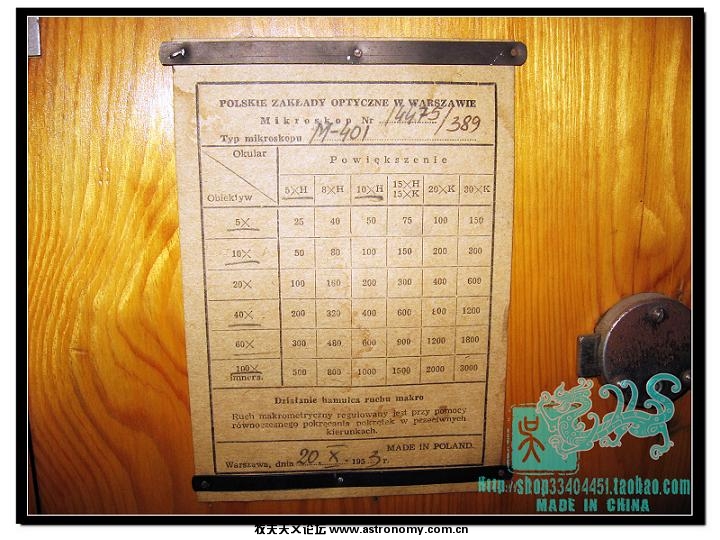 POLSKIE ZAKŁADY OPTYCZNE W WARSZAWIE
Mikroskop Nr 14475/389
Typ mikroskopu M-401
Okular
Powiększenie
Obiektyw 5×H 8×H 10×H 15×H 15×K 20×K 30×K
5× 25 40 50 75 100 150
10× 50 80 100 150 200 300
20× 100 160 200 300 400 600
40× 200 320 400 600 800 1200
60× 300 480 600 900 1200 1800
100× immers. 500 800 1000 1500 2000 3000
Działanie hamulca ruchu makro
Ruch makrometryczny regulowany jest przy pomocy
równoczesnego pokręcania pokrętek w przeciwnych
kierunkach.
MADE IN POLAND.
Warszawa, dnia 20 X 1953 r.
Http://shop33404451.taobao.com
MADE IN CHINA
牧夫天文论坛 www.astronomy.com.cn